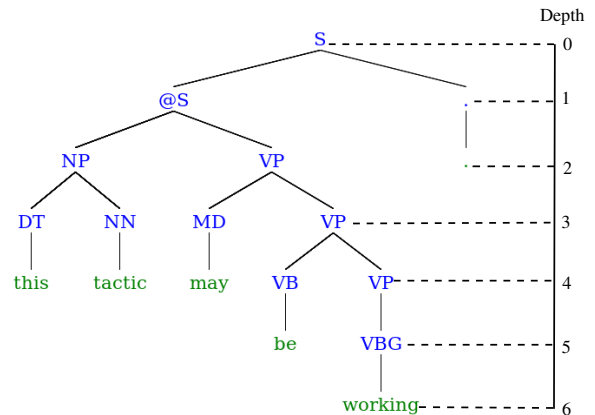 Depth
S 0
@S . 1
NP VP . 2
DT NN MD VP 3
this tactic may VB VP 4
be VBG 5
working 6